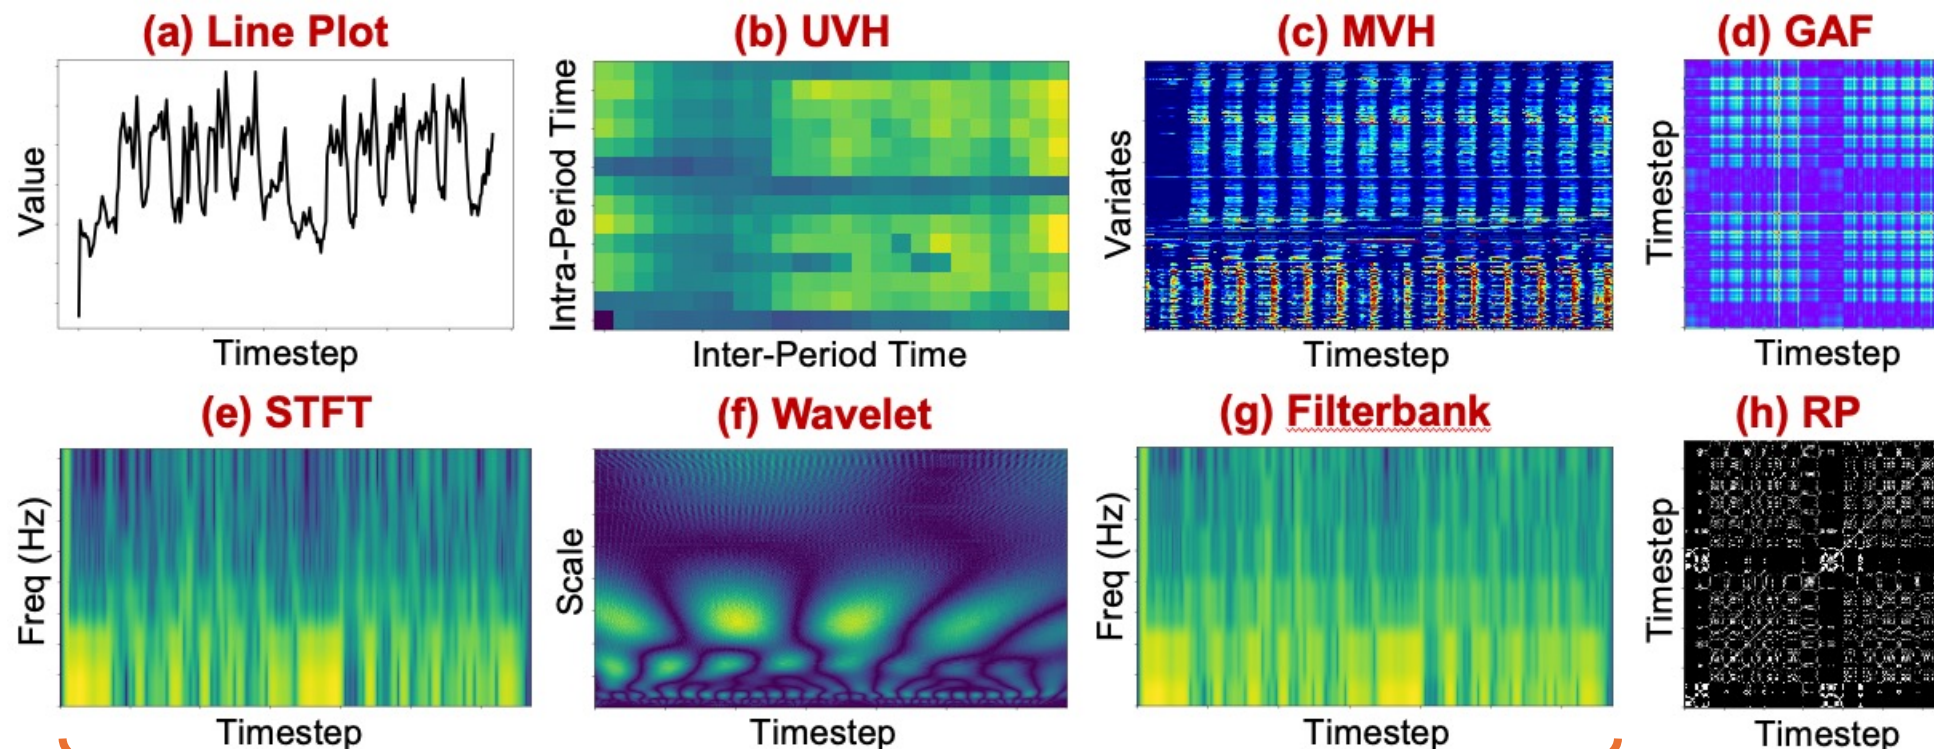 (a) Line Plot
(b) UVH
(c) MVH
(d) GAF
Value
Intra-Period Time
Variates
Timestep
Timestep
Inter-Period Time
Timestep
Timestep
(e) STFT
(f) Wavelet
(g) Filterbank
(h) RP
Freq (Hz)
Scale
Freq (Hz)
Timestep
Timestep
Timestep
Timestep
Timestep